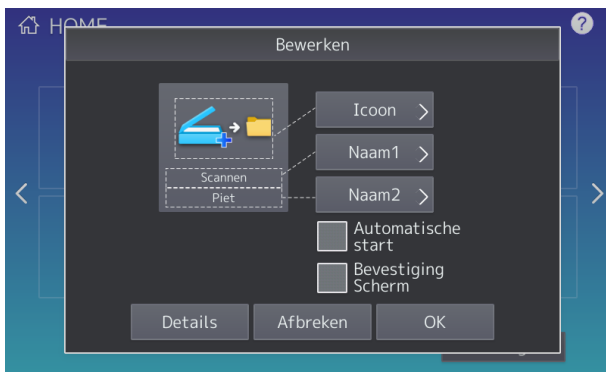 HOME
?
Bewerken
Icoon
Naam1
Scannen
Piet
Naam2
Automatische
start
Bevestiging
Scherm
Details
Afbreken
OK